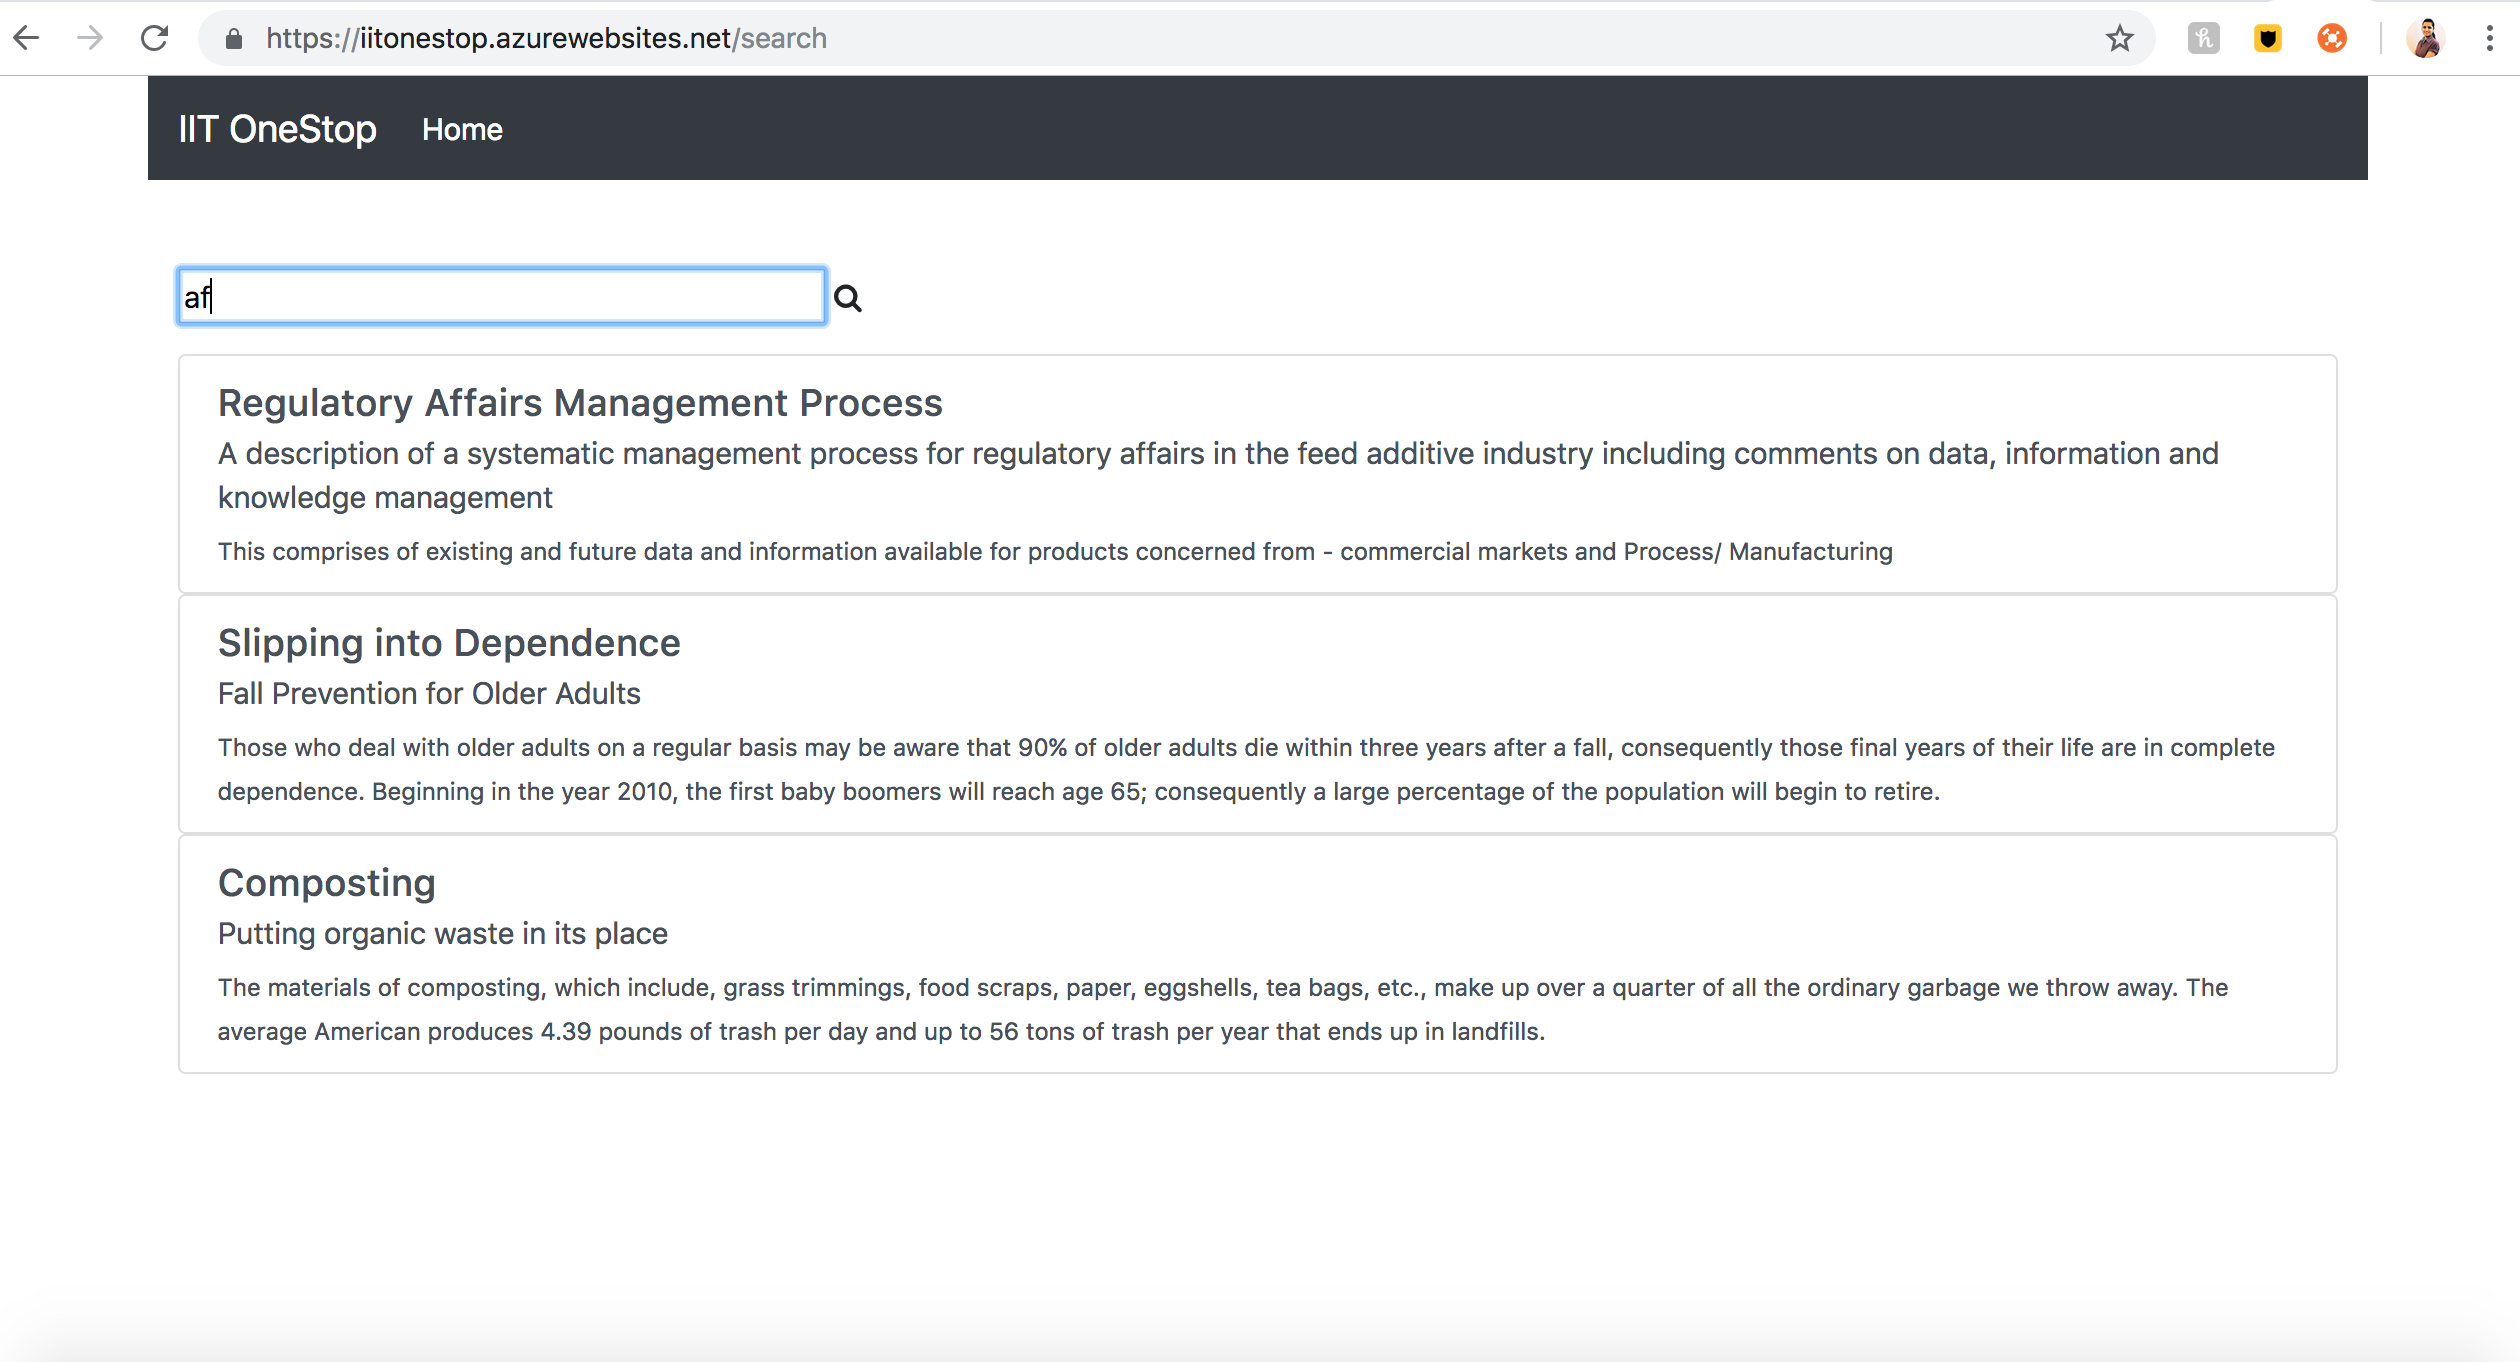 https://iitonestop.azurewebsites.net/search
IIT OneStop Home
af
Regulatory Affairs Management Process
A description of a systematic management process for regulatory affairs in the feed additive industry including comments on data, information and
knowledge management
This comprises of existing and future data and information available for products concerned from - commercial markets and Process/ Manufacturing
Slipping into Dependence
Fall Prevention for Older Adults
Those who deal with older adults on a regular basis may be aware that 90% of older adults die within three years after a fall, consequently those final years of their life are in complete
dependence. Beginning in the year 2010, the first baby boomers will reach age 65; consequently a large percentage of the population will begin to retire.
Composting
Putting organic waste in its place
The materials of composting, which include, grass trimmings, food scraps, paper, eggshells, tea bags, etc., make up over a quarter of all the ordinary garbage we throw away. The
average American produces 4.39 pounds of trash per day and up to 56 tons of trash per year that ends up in landfills.